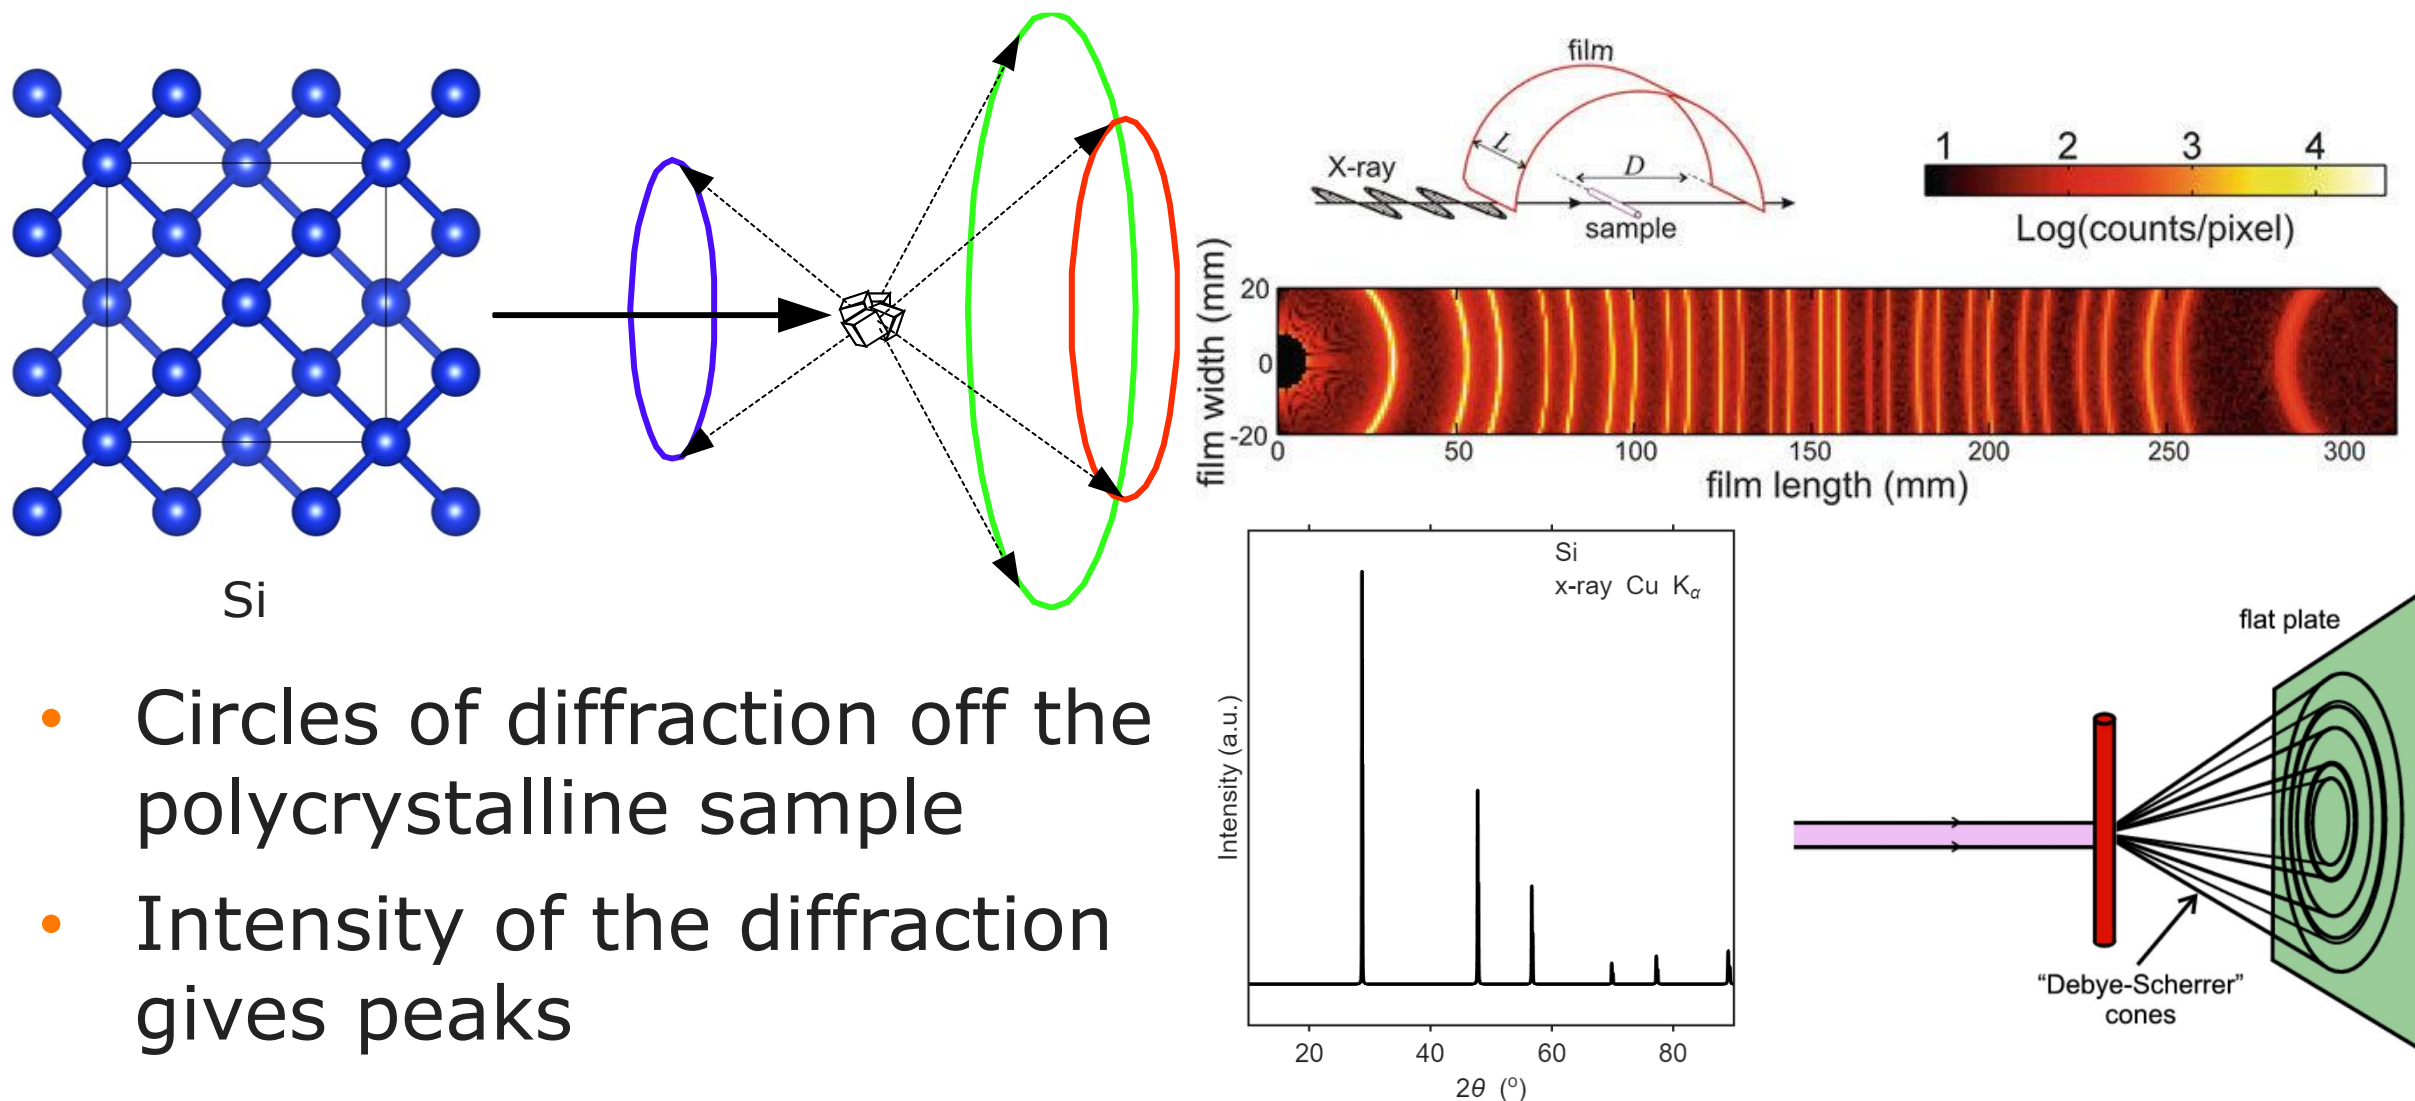 Si
• Circles of diffraction off the
polycrystalline sample
• Intensity of the diffraction
gives peaks
film
L
X-ray
D
sample
1 2 3 4
Log(counts/pixel)
film width (mm)
20
0
-20
0 50 100 150 200 250 300
film length (mm)
Si
x-ray Cu Kα
Intensity (a.u.)
20 40 60 80
2θ (°)
flat plate
“Debye-Scherrer”
cones